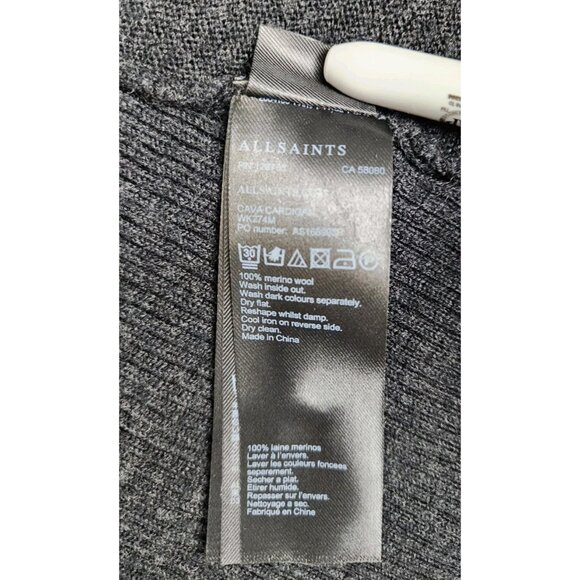 ALLSAINTS
CA 58080
ALLSAINTS
CAVA CARDIGAN
WK274M
PO number:
30
100% merino wool
Wash inside out.
Wash dark colours separately.
Dry flat.
Reshape whilst damp.
Cool iron on reverse side.
Dry clean.
Made in China
100% laine merinos
Laver à l'envers.
Laver les couleurs foncees
separement.
Secher a plat.
Etirer humide.
Repasser sur l'envers.
Nettoyage a sec.
Fabriqué en Chine